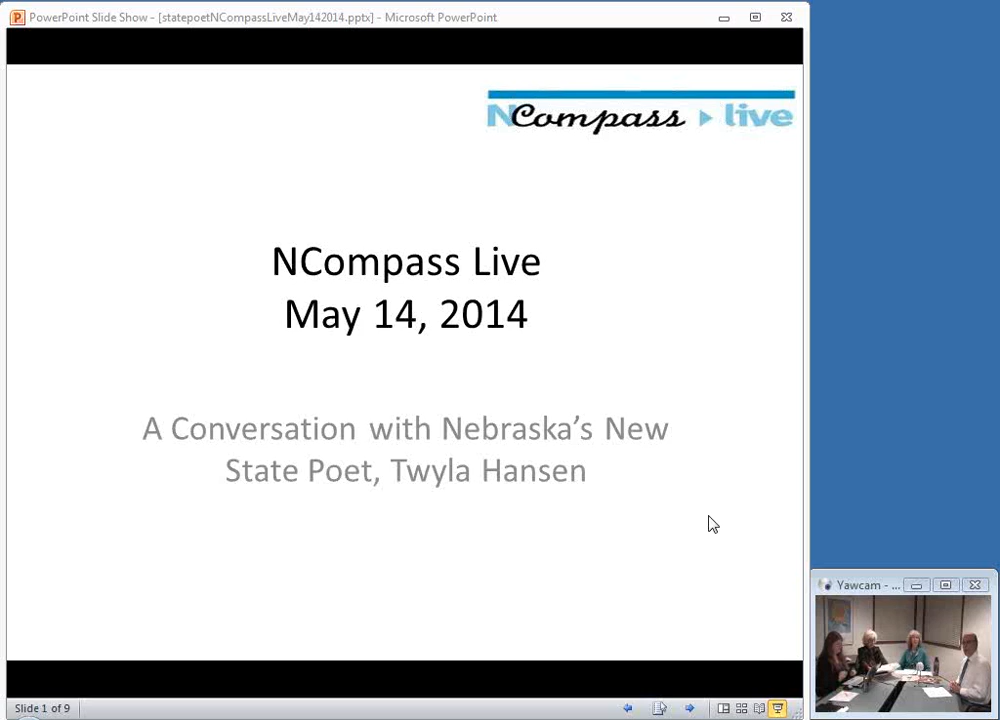 PowerPoint Slide Show - [statepoetNCompassLiveMay142014.pptx] - Microsoft PowerPoint
NCompass live
NCompass Live
May 14, 2014
A Conversation with Nebraska’s New
State Poet, Twyla Hansen
Yawcam - ...
Slide 1 of 9